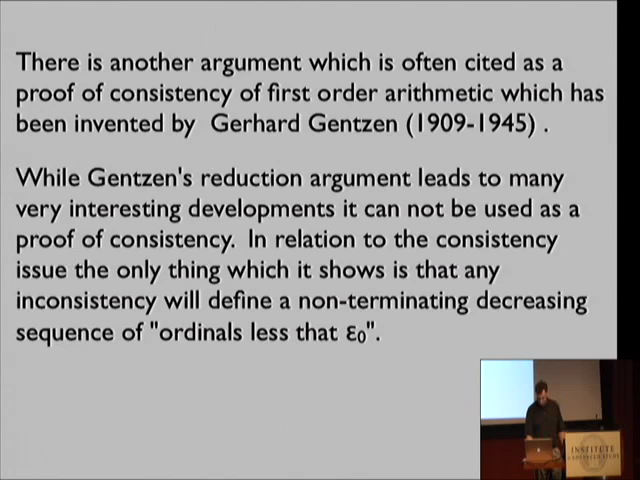 There is another argument which is often cited as a
proof of consistency of first order arithmetic which has
been invented by Gerhard Gentzen (1909-1945) .
While Gentzen's reduction argument leads to many
very interesting developments it can not be used as a
proof of consistency. In relation to the consistency
issue the only thing which it shows is that any
inconsistency will define a non-terminating decreasing
sequence of "ordinals less that ε₀".
INSTITUTE